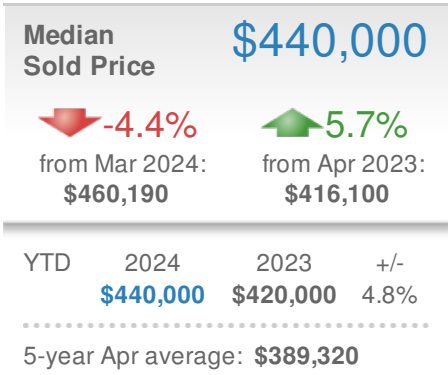 Median $440,000
Sold Price
-4.4% 5.7%
from Mar 2024: from Apr 2023:
$460,190 $416,100
YTD 2024 2023 +/-
$440,000 $420,000 4.8%
5-year Apr average: $389,320